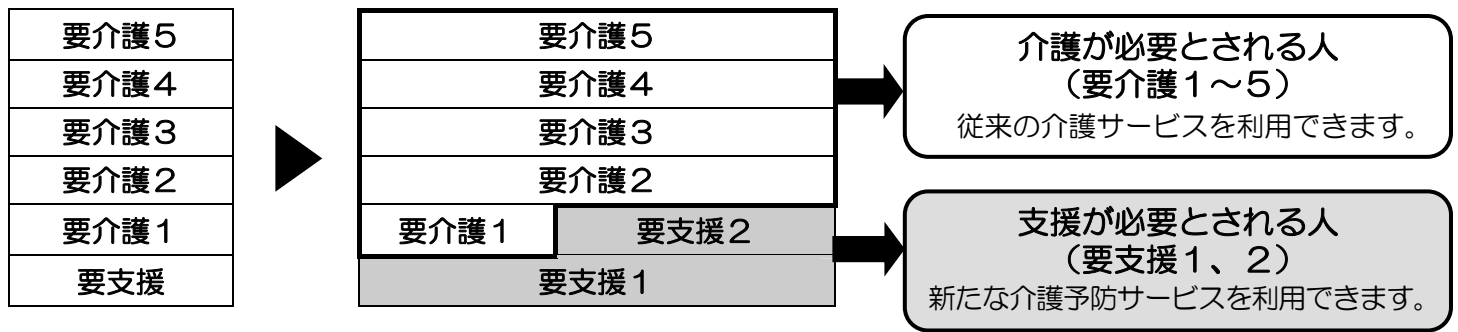 要介護５
要介護４
要介護３
要介護２
要介護１
要支援
要介護５
要介護４
要介護３
要介護２
要介護１
要支援２
要支援１
介護が必要とされる人
（要介護１～５）
従来の介護サービスを利用できます。
支援が必要とされる人
（要支援１、２）
新たな介護予防サービスを利用できます。